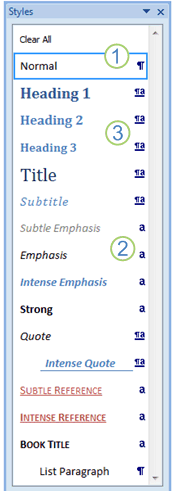 Styles
Clear All
Normal ¶ 1
Heading 1 ¶a
Heading 2 ¶a
Heading 3 ¶a 3
Title ¶a
Subtitle ¶a
Subtle Emphasis a
Emphasis a 2
Intense Emphasis a
Strong a
Quote ¶a
Intense Quote ¶a
SUBTLE REFERENCE a
INTENSE REFERENCE a
BOOK TITLE a
List Paragraph ¶